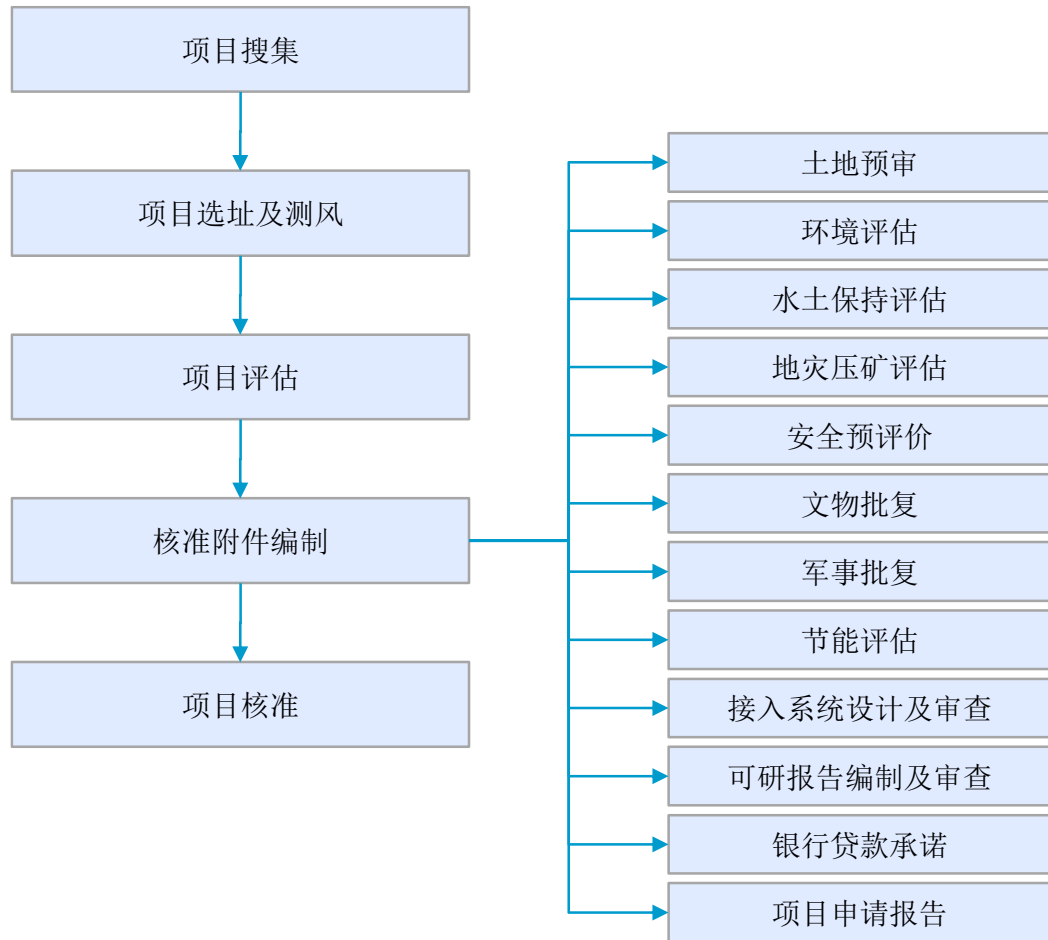 项目搜集
项目选址及测风
项目评估
核准附件编制
项目核准
土地预审
环境评估
水土保持评估
地灾压矿评估
安全预评价
文物批复
军事批复
节能评估
接入系统设计及审查
可研报告编制及审查
银行贷款承诺
项目申请报告